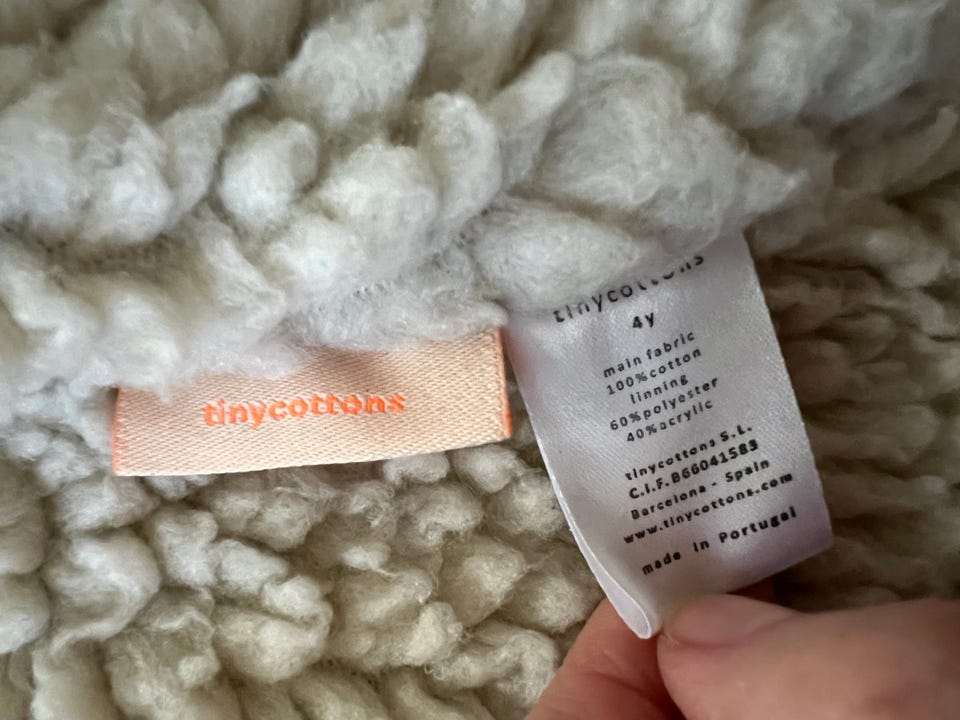 tinycottons
tinycottons
4y
main fabric
100%cotton
linning
60%polyester
40%acrylic
tinycottons S.L.
C.I.F. B66041583
Barcelona - Spain
www.tinycottons.com
made in Portugal